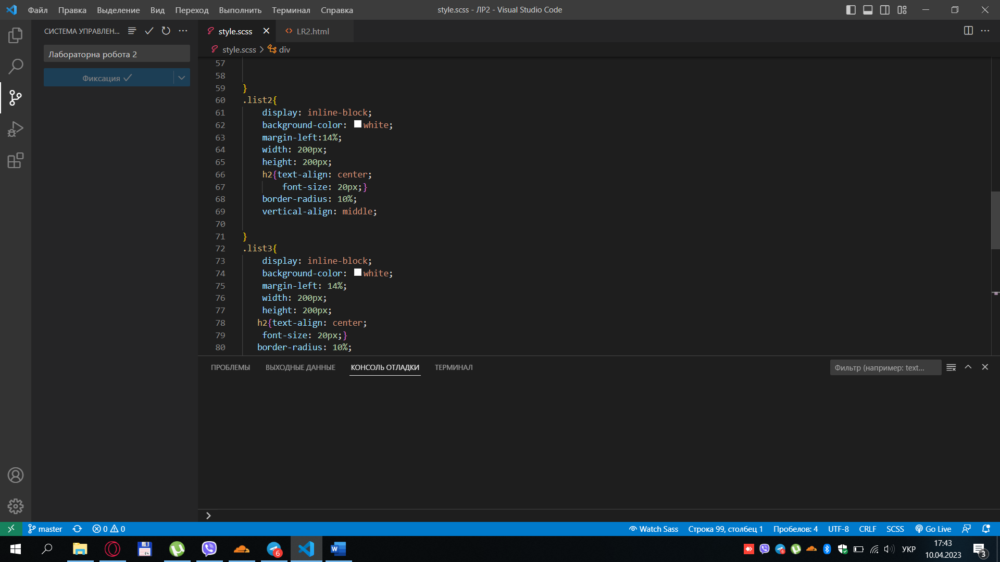 Файл Правка Выделение Вид Переход Выполнить Терминал Справка
style.scss - ЛР2 - Visual Studio Code
СИСТЕМА УПРАВЛЕН...
style.scss
LR2.html
style.scss > div
Лабораторна робота 2
Фиксация
57
58
59 }
60 .list2{
61 display: inline-block;
62 background-color: white;
63 margin-left:14%;
64 width: 200px;
65 height: 200px;
66 h2{text-align: center;
67 font-size: 20px;}
68 border-radius: 10%;
69 vertical-align: middle;
70
71 }
72 .list3{
73 display: inline-block;
74 background-color: white;
75 margin-left: 14%;
76 width: 200px;
77 height: 200px;
78 h2{text-align: center;
79 font-size: 20px;}
80 border-radius: 10%;
ПРОБЛЕМЫ ВЫХОДНЫЕ ДАННЫЕ КОНСОЛЬ ОТЛАДКИ ТЕРМИНАЛ
Фильтр (например: text...
master 0 0
Watch Sass Строка 99, столбец 1 Пробелов: 4 UTF-8 CRLF SCSS Go Live
64
6
W
6
УКР
17:43
10.04.2023
3